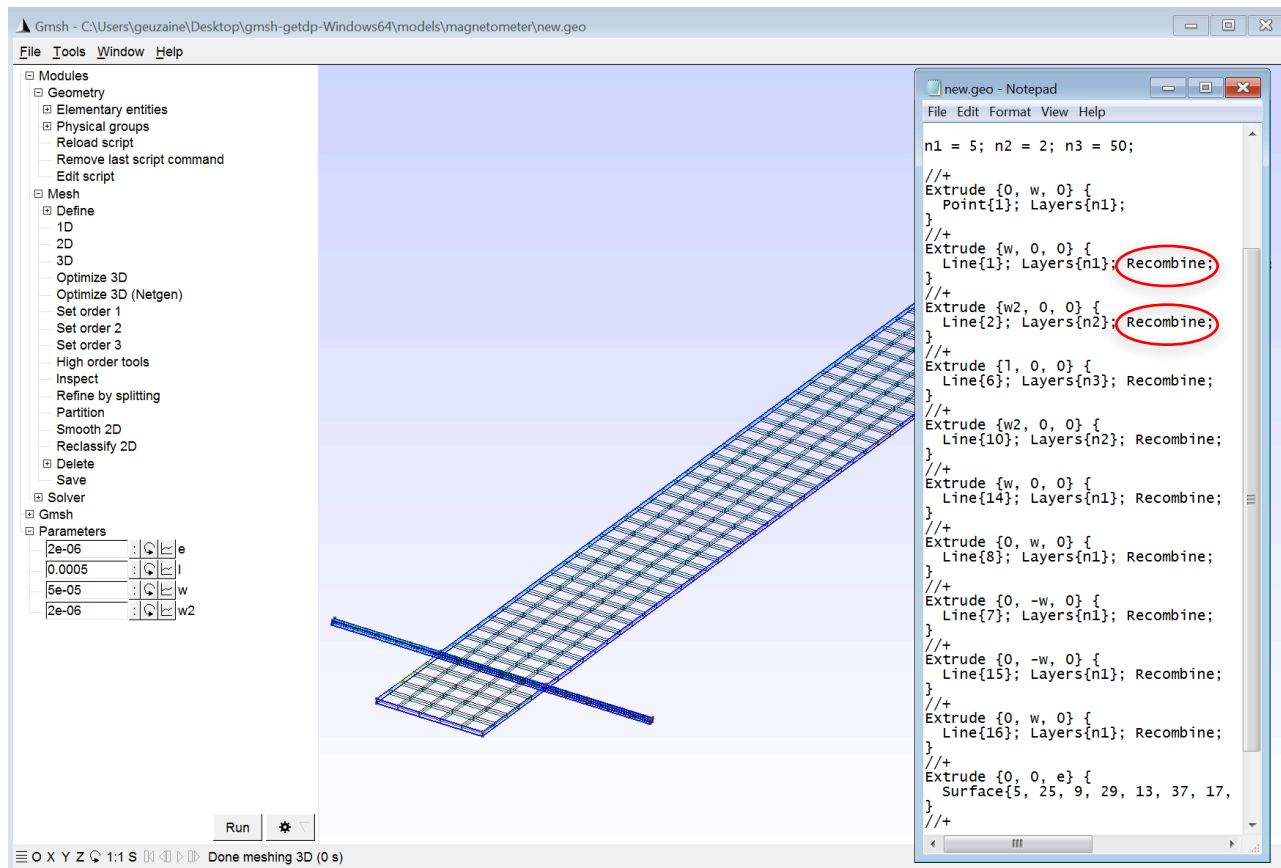 Gmsh - C:\Users\geuzaine\Desktop\gmsh-getdp-Windows64\models\magnetometer\new.geo
File Tools Window Help
Modules
Geometry
Elementary entities
Physical groups
Reload script
Remove last script command
Edit script
Mesh
Define
1D
2D
3D
Optimize 3D
Optimize 3D (Netgen)
Set order 1
Set order 2
Set order 3
High order tools
Inspect
Refine by splitting
Partition
Smooth 2D
Reclassify 2D
Delete
Save
Solver
Gmsh
Parameters
2e-06 : e
0.0005 : l
5e-05 : w
2e-06 : w2
Run
O X Y Z 1:1 S Done meshing 3D (0 s)
new.geo - Notepad
File Edit Format View Help
n1 = 5; n2 = 2; n3 = 50;
//+
Extrude {0, w, 0} {
Point{1}; Layers{n1};
}
//+
Extrude {w, 0, 0} {
Line{1}; Layers{n1}; Recombine;
}
//+
Extrude {w2, 0, 0} {
Line{2}; Layers{n2}; Recombine;
}
//+
Extrude {l, 0, 0} {
Line{6}; Layers{n3}; Recombine;
}
//+
Extrude {w2, 0, 0} {
Line{10}; Layers{n2}; Recombine;
}
//+
Extrude {w, 0, 0} {
Line{14}; Layers{n1}; Recombine;
}
//+
Extrude {0, w, 0} {
Line{8}; Layers{n1}; Recombine;
}
//+
Extrude {0, -w, 0} {
Line{7}; Layers{n1}; Recombine;
}
//+
Extrude {0, -w, 0} {
Line{15}; Layers{n1}; Recombine;
}
//+
Extrude {0, w, 0} {
Line{16}; Layers{n1}; Recombine;
}
//+
Extrude {0, 0, e} {
Surface{5, 25, 9, 29, 13, 37, 17,
}
//+